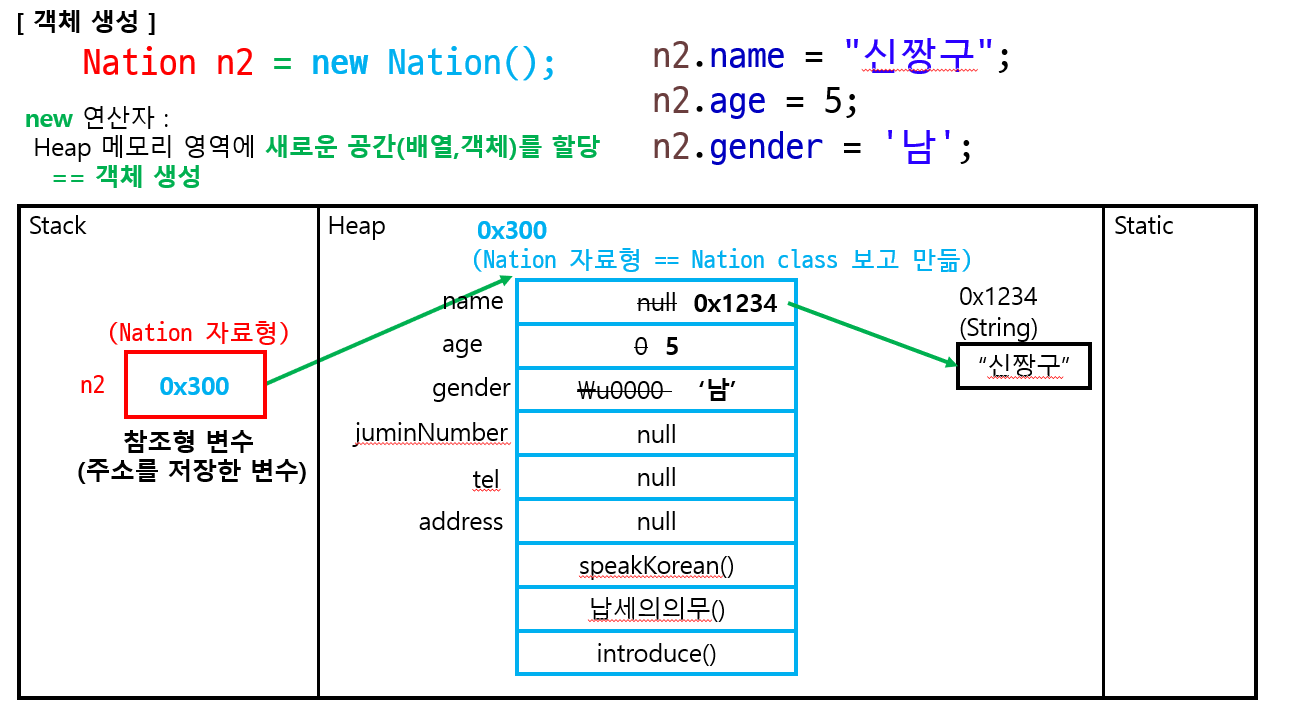 [ 객체 생성 ]
Nation n2 = new Nation();
new 연산자 :
Heap 메모리 영역에 새로운 공간(배열,객체)를 할당
== 객체 생성
n2.name = "신짱구";
n2.age = 5;
n2.gender = '남';
Stack
(Nation 자료형)
n2 0x300
참조형 변수
(주소를 저장한 변수)
Heap
0x300
(Nation 자료형 == Nation class 보고 만듦)
name null 0x1234
age 0 5
gender ₩u0000 ‘남’
juminNumber null
tel null
address null
speakKorean()
납세의의무()
introduce()
0x1234
(String)
“신짱구”
Static